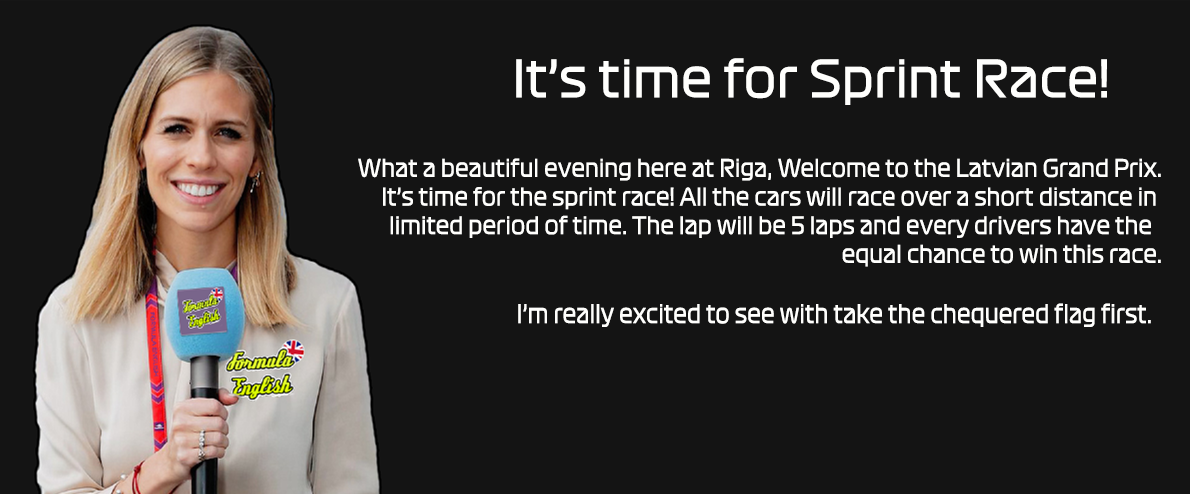 It's time for Sprint Race!
What a beautiful evening here at Riga, Welcome to the Latvian Grand Prix.
It's time for the sprint race! All the cars will race over a short distance in
limited period of time. The lap will be 5 laps and every drivers have the
equal chance to win this race.
I'm really excited to see with take the chequered flag first.
Formula
English
Formula
English